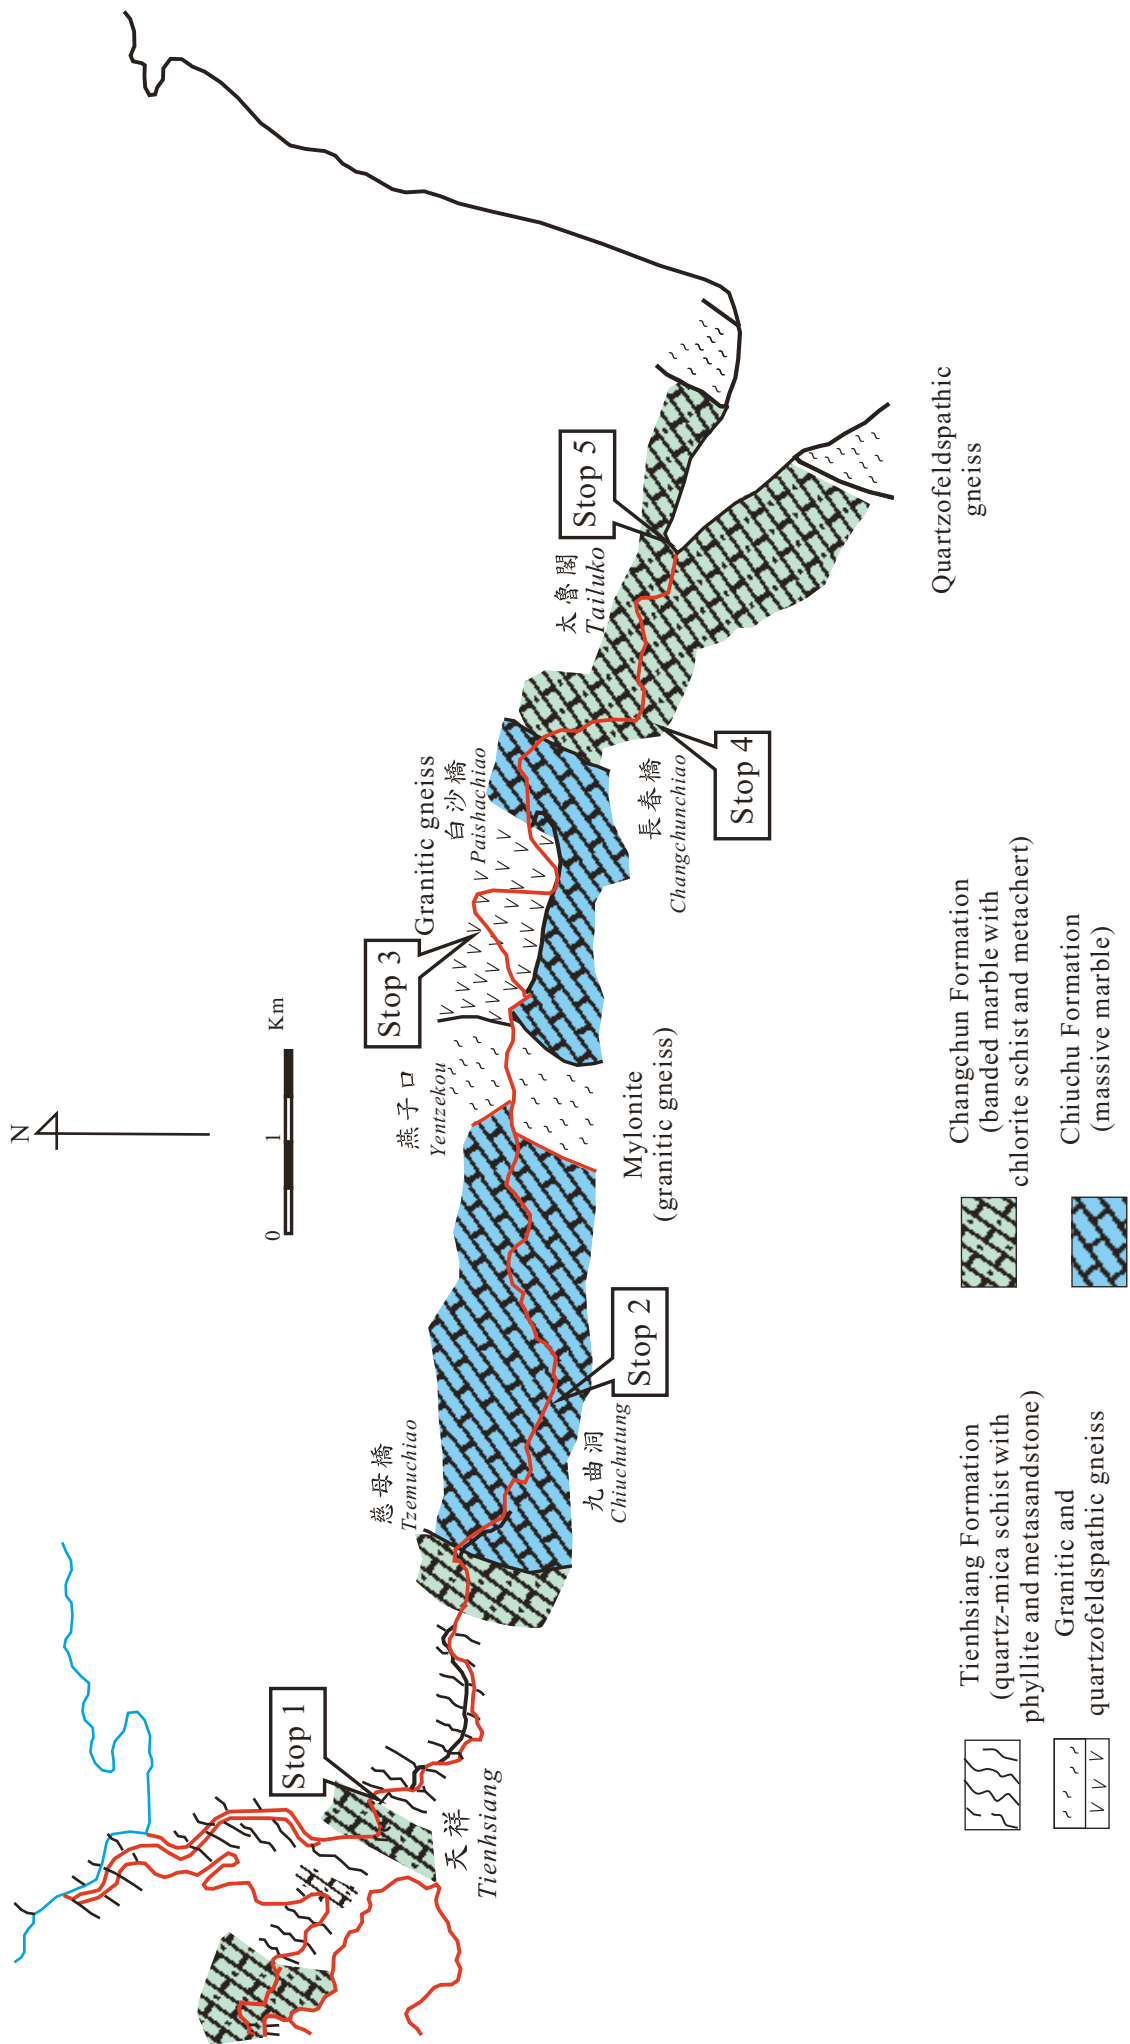 N
0
1
Km
Stop 1
天祥
Tienhsiang
慈母橋
Tzemuchiao
Stop 2
九曲洞
Chiuchutung
燕子口
Yentzekou
Mylonite
(granitic gneiss)
Stop 3
Granitic gneiss
白沙橋
Paishachiao
長春橋
Changchunchiao
Stop 4
太魯閣
Tailuko
Stop 5
Quartzofeldspathic
gneiss
Tienhsiang Formation
(quartz-mica schist with
phyllite and metasandstone)
Granitic and
quartzofeldspathic gneiss
Changchun Formation
(banded marble with
chlorite schist and metachert)
Chiuchu Formation
(massive marble)